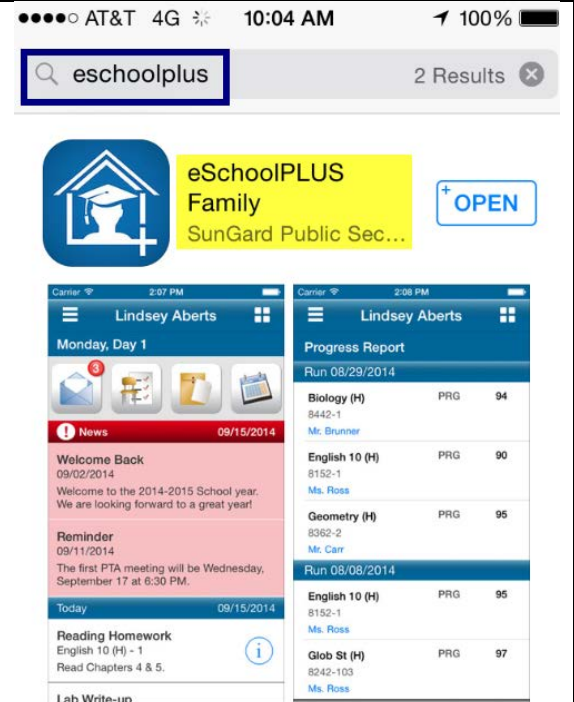 AT&T 4G 10:04 AM 100%
eschoolplus 2 Results
eSchoolPLUS
Family
SunGard Public Sec...
+OPEN
Carrier 2:07 PM
Lindsey Aberts
Monday, Day 1
3
! News 09/15/2014
Welcome Back
09/02/2014
Welcome to the 2014-2015 School year.
We are looking forward to a great year!
Reminder
09/11/2014
The first PTA meeting will be Wednesday,
September 17 at 6:30 PM.
Today 09/15/2014
Reading Homework
English 10 (H) - 1
Read Chapters 4 & 5.
i
Lab Write-up
Carrier 2:08 PM
Lindsey Aberts
Progress Report
Run 08/29/2014
Biology (H) PRG 94
8442-1
Mr. Brunner
English 10 (H) PRG 90
8152-1
Ms. Ross
Geometry (H) PRG 95
8362-2
Mr. Carr
Run 08/08/2014
English 10 (H) PRG 95
8152-1
Ms. Ross
Glob St (H) PRG 97
8242-103
Ms. Ross